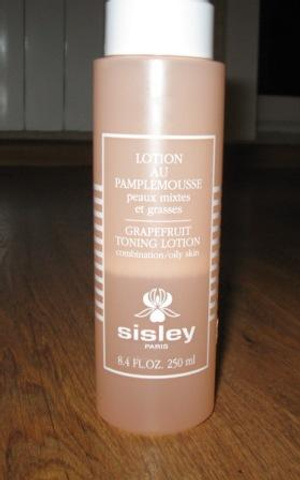 LOTION
AU
PAMPLEMOUSSE
peaux mixtes
et grasses
GRAPEFRUIT
TONING LOTION
combination/oily skin
sisley
PARIS
8.4 FL.OZ. 250 ml